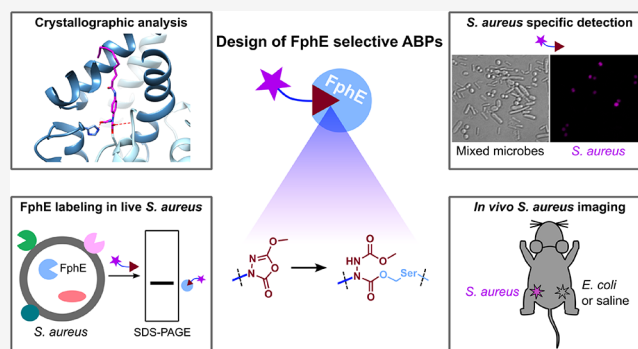 Crystallographic analysis
Design of FphE selective ABPs
FphE
S. aureus specific detection
Mixed microbes
S. aureus
FphE labeling in live S. aureus
FphE
S. aureus
SDS-PAGE
O
N
N
O
O
O
O
HN
N
O
O
Ser
O
In vivo S. aureus imaging
S. aureus
E. coli
or saline